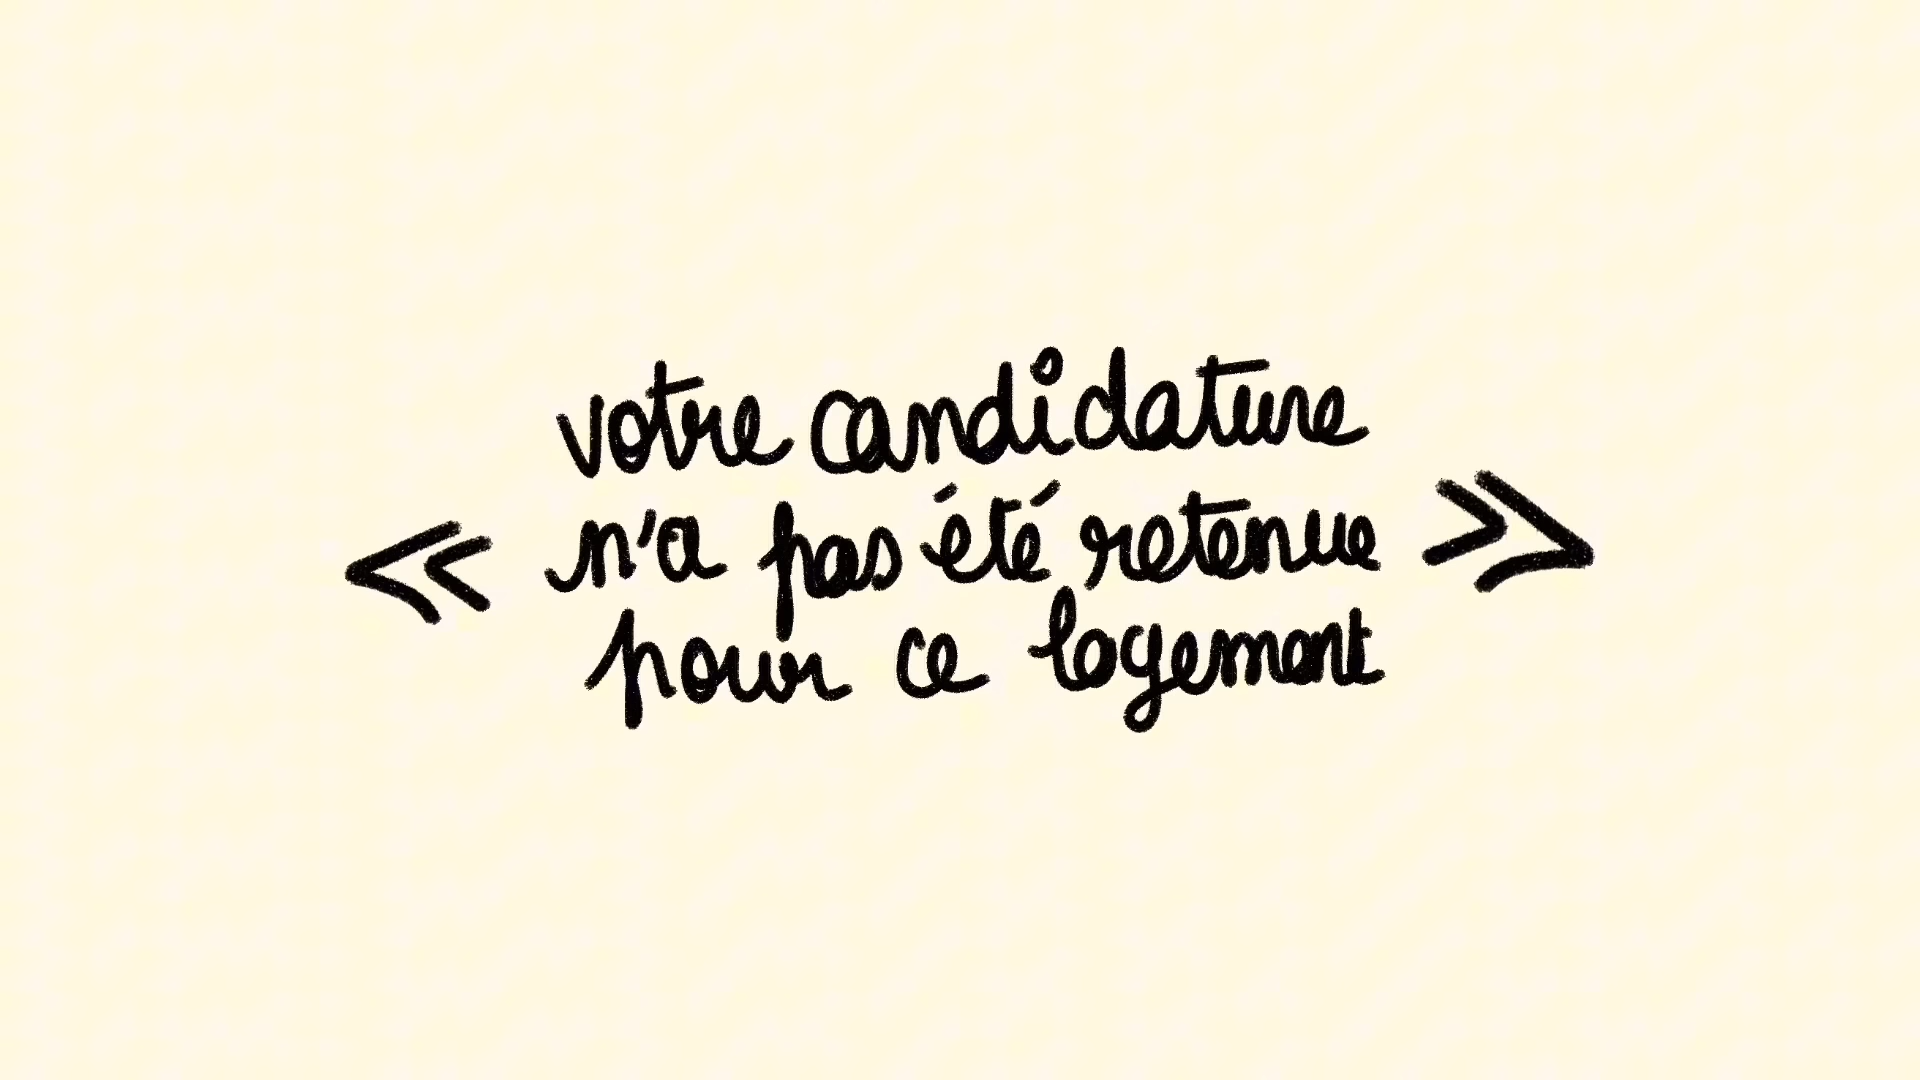 votre candidature
« n'a pas été retenue »
pour ce logement